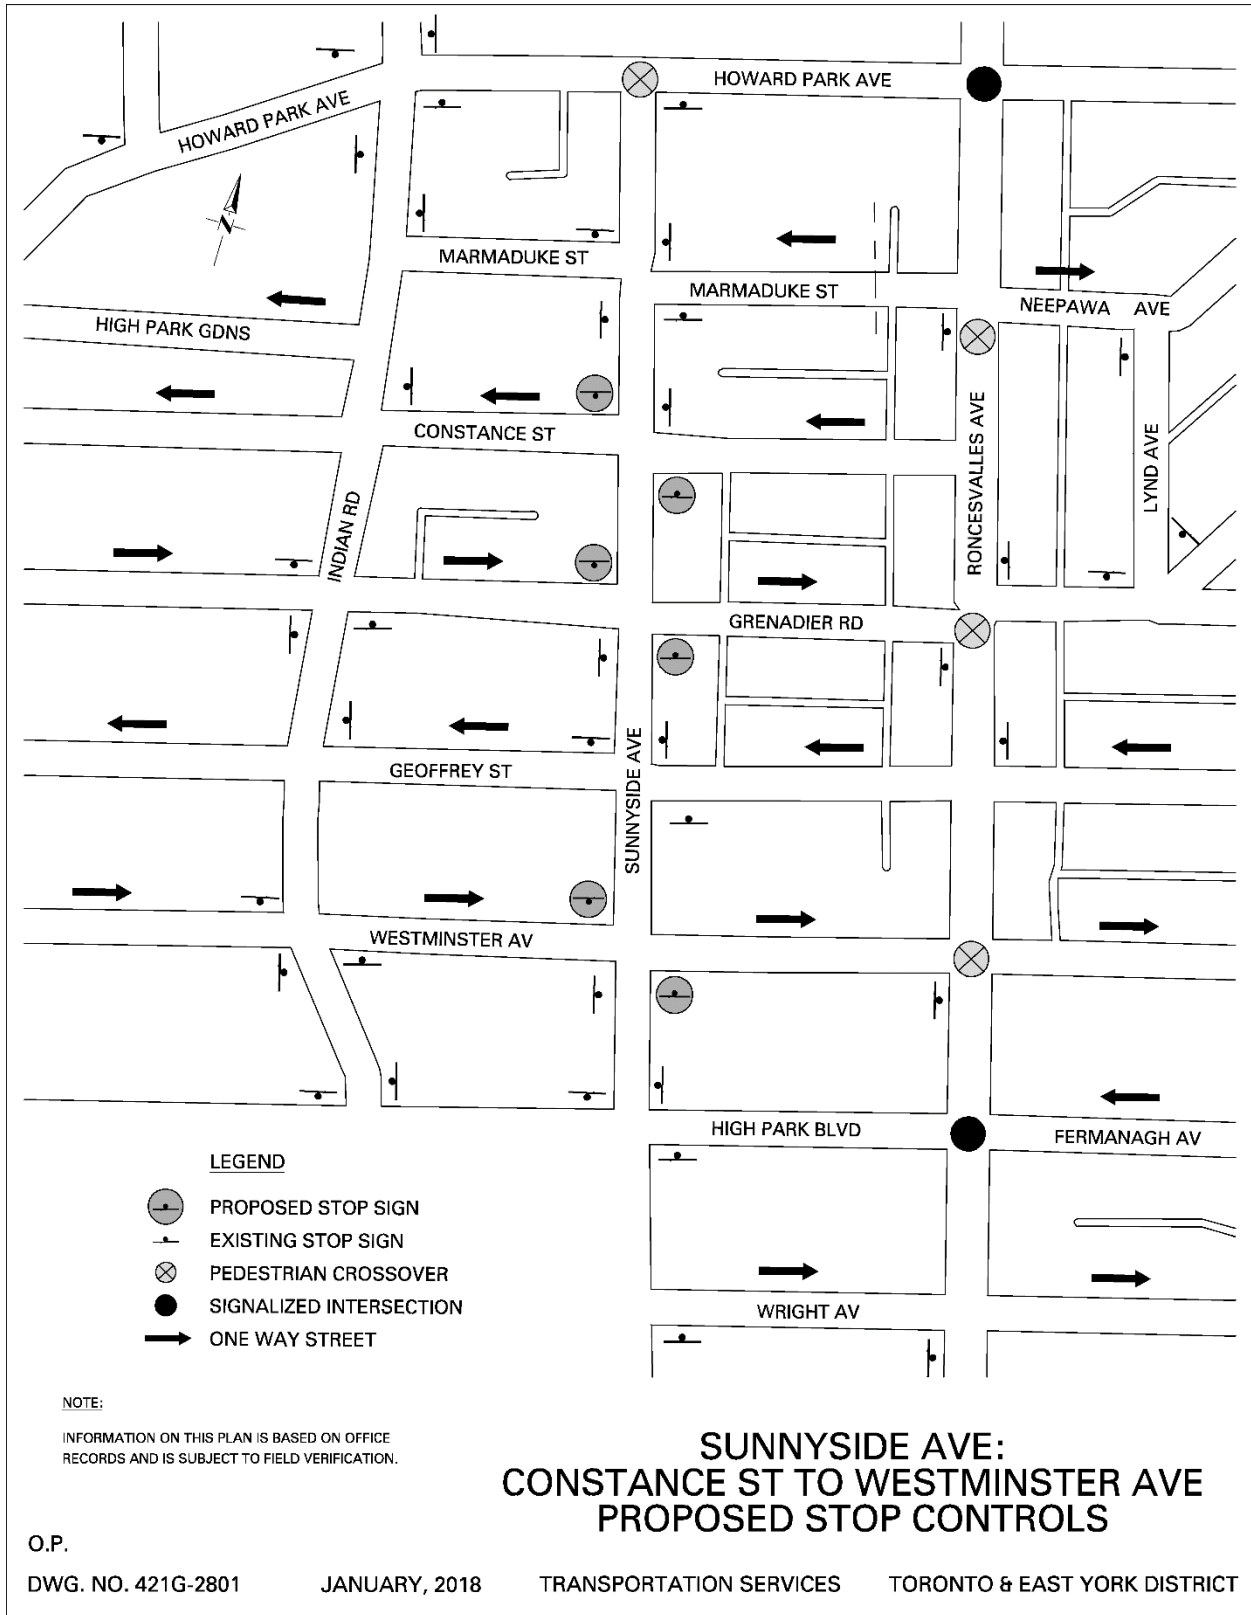 HOWARD PARK AVE
HOWARD PARK AVE
N
MARMADUKE ST
MARMADUKE ST
NEEPAWA AVE
HIGH PARK GDNS
CONSTANCE ST
RONCESVALLES AVE
LYND AVE
INDIAN RD
GRENADIER RD
SUNNYSIDE AVE
GEOFFREY ST
WESTMINSTER AV
HIGH PARK BLVD
FERMANAGH AV
LEGEND
PROPOSED STOP SIGN
EXISTING STOP SIGN
PEDESTRIAN CROSSOVER
SIGNALIZED INTERSECTION
ONE WAY STREET
WRIGHT AV
NOTE:
INFORMATION ON THIS PLAN IS BASED ON OFFICE
RECORDS AND IS SUBJECT TO FIELD VERIFICATION.
SUNNYSIDE AVE:
CONSTANCE ST TO WESTMINSTER AVE
PROPOSED STOP CONTROLS
O.P.
DWG. NO. 421G-2801 JANUARY, 2018 TRANSPORTATION SERVICES TORONTO & EAST YORK DISTRICT